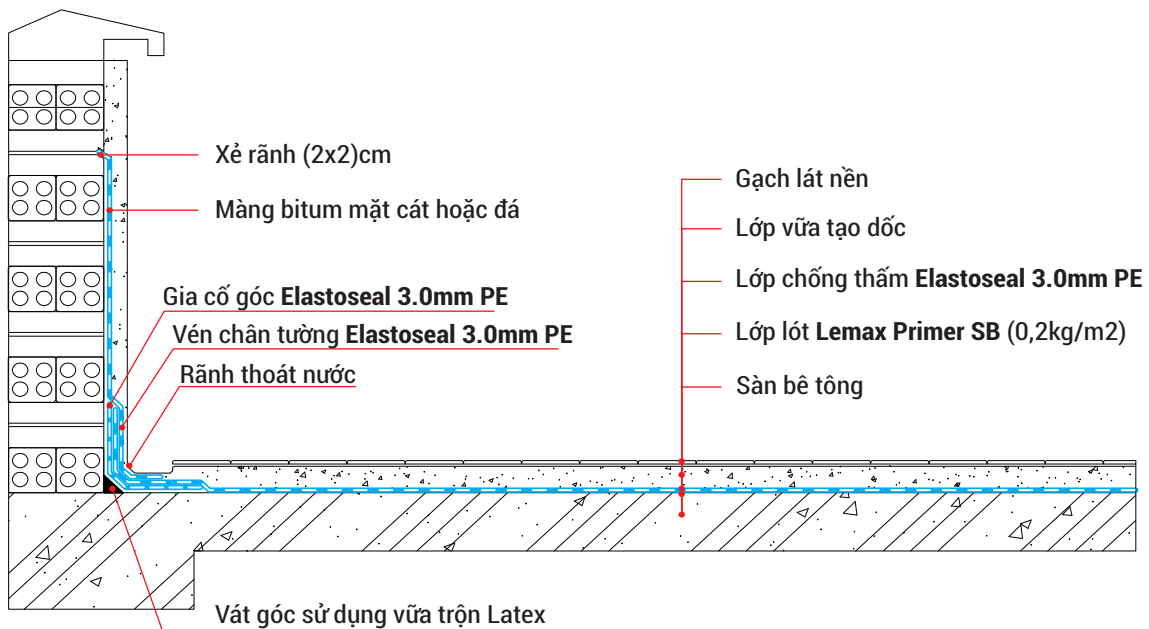 Xẻ rãnh (2x2)cm
Màng bitum mặt cát hoặc đá
Gia cố góc Elastoseal 3.0mm PE
Vén chân tường Elastoseal 3.0mm PE
Rãnh thoát nước
Gạch lát nền
Lớp vữa tạo dốc
Lớp chống thấm Elastoseal 3.0mm PE
Lớp lót Lemax Primer SB (0,2kg/m2)
Sàn bê tông
Vát góc sử dụng vữa trộn Latex